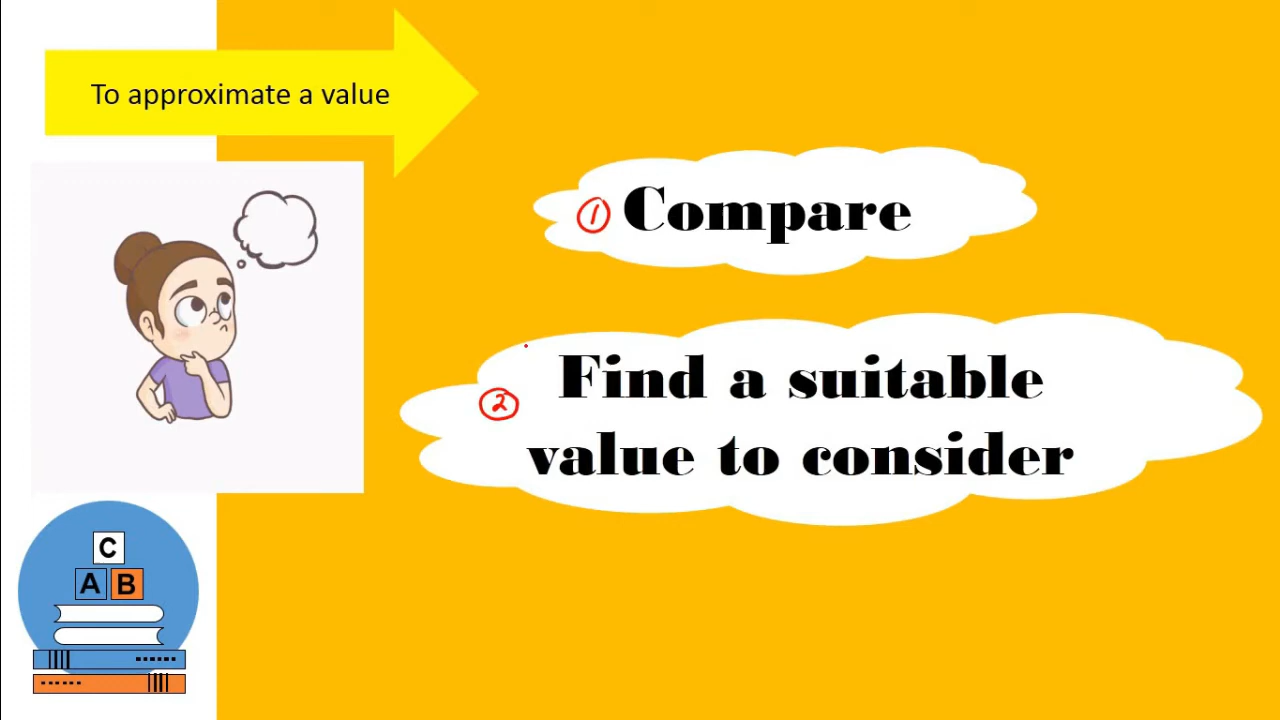 To approximate a value
① Compare
② Find a suitable
value to consider
C
A B